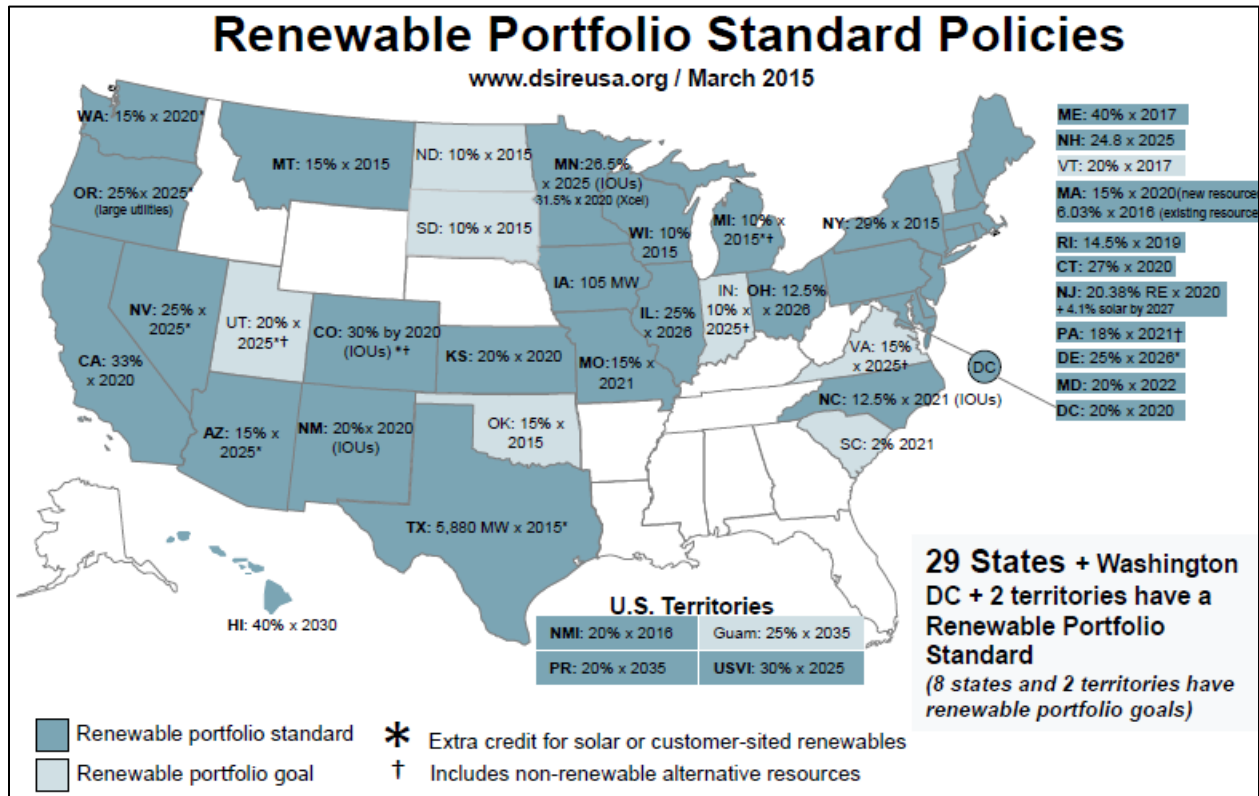 Renewable Portfolio Standard Policies
www.dsireusa.org / March 2015
WA: 15% x 2020*
OR: 25%x 2025*
(large utilities)
MT: 15% x 2015
ND: 10% x 2015
SD: 10% x 2015
MN:26.5%
x 2025 (IOUs)
31.5% x 2020 (Xcel)
WI: 10%
2015
MI: 10% x
2015*†
NY: 29% x 2015
IA: 105 MW
IL: 25%
x 2026
IN:
10% x
2025†
OH: 12.5%
x 2026
NV: 25% x
2025*
UT: 20% x
2025*†
CO: 30% by 2020
(IOUs) *†
KS: 20% x 2020
MO:15% x
2021
VA: 15%
x 2025†
CA: 33%
x 2020
NC: 12.5% x 2021 (IOUs)
AZ: 15% x
2025*
NM: 20%x 2020
(IOUs)
OK: 15% x
2015
SC: 2% 2021
TX: 5,880 MW x 2015*
HI: 40% x 2030
DC
ME: 40% x 2017
NH: 24.8 x 2025
VT: 20% x 2017
MA: 15% x 2020(new resource
6.03% x 2016 (existing resource
RI: 14.5% x 2019
CT: 27% x 2020
NJ: 20.38% RE x 2020
+ 4.1% solar by 2027
PA: 18% x 2021†
DE: 25% x 2026*
MD: 20% x 2022
DC: 20% x 2020
U.S. Territories
NMI: 20% x 2016
Guam: 25% x 2035
PR: 20% x 2035
USVI: 30% x 2025
29 States + Washington
DC + 2 territories have a
Renewable Portfolio
Standard
(8 states and 2 territories have
renewable portfolio goals)
Renewable portfolio standard
Renewable portfolio goal
* Extra credit for solar or customer-sited renewables
† Includes non-renewable alternative resources